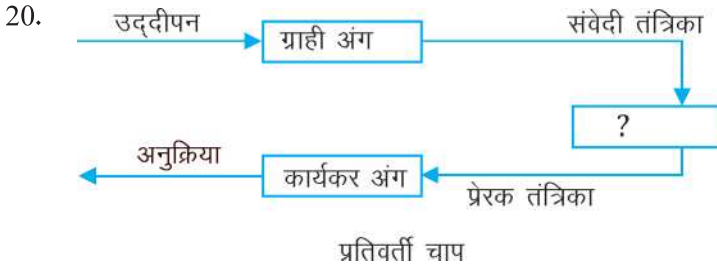 20.
उद्दीपन
ग्राही अंग
संवेदी तंत्रिका
?
अनुक्रिया
कार्यकर अंग
प्रेरक तंत्रिका
प्रतिवर्ती चाप